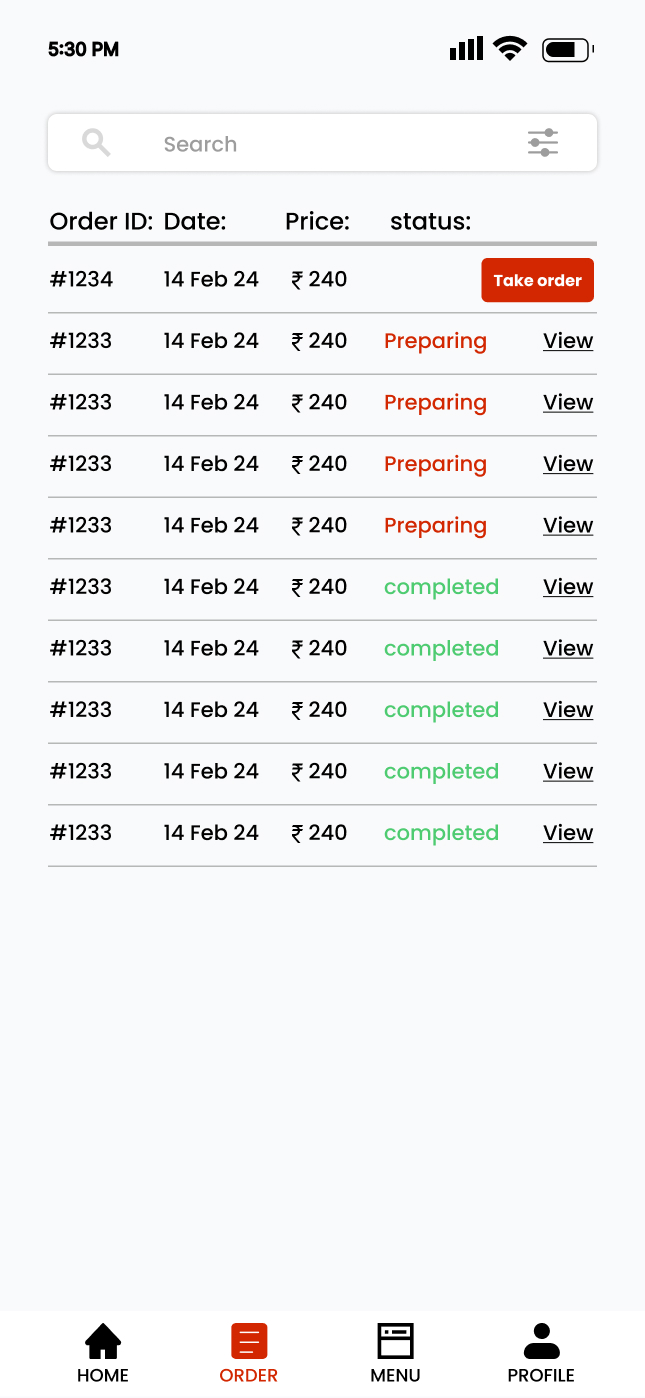 5:30 PM
Search
Order ID: Date: Price: status:
#1234 14 Feb 24 ₹ 240 Take order
#1233 14 Feb 24 ₹ 240 Preparing View
#1233 14 Feb 24 ₹ 240 Preparing View
#1233 14 Feb 24 ₹ 240 Preparing View
#1233 14 Feb 24 ₹ 240 Preparing View
#1233 14 Feb 24 ₹ 240 completed View
#1233 14 Feb 24 ₹ 240 completed View
#1233 14 Feb 24 ₹ 240 completed View
#1233 14 Feb 24 ₹ 240 completed View
#1233 14 Feb 24 ₹ 240 completed View
HOME ORDER MENU PROFILE